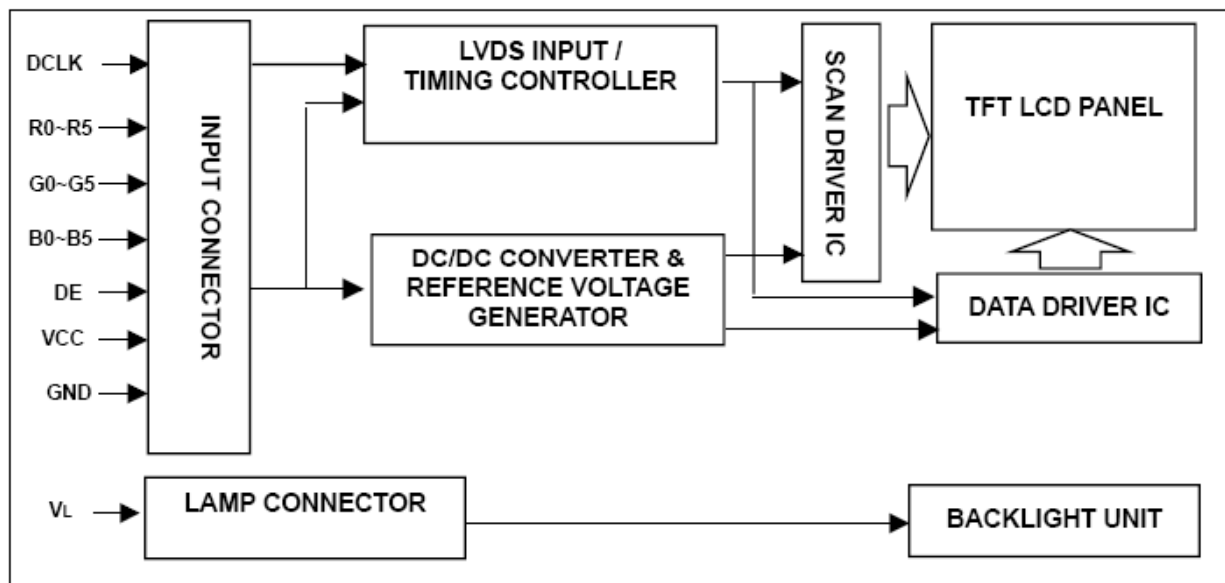 DCLK
R0~R5
G0~G5
B0~B5
DE
VCC
GND
INPUT CONNECTOR
LVDS INPUT /
TIMING CONTROLLER
DC/DC CONVERTER &
REFERENCE VOLTAGE
GENERATOR
SCAN DRIVER IC
TFT LCD PANEL
DATA DRIVER IC
VL
LAMP CONNECTOR
BACKLIGHT UNIT